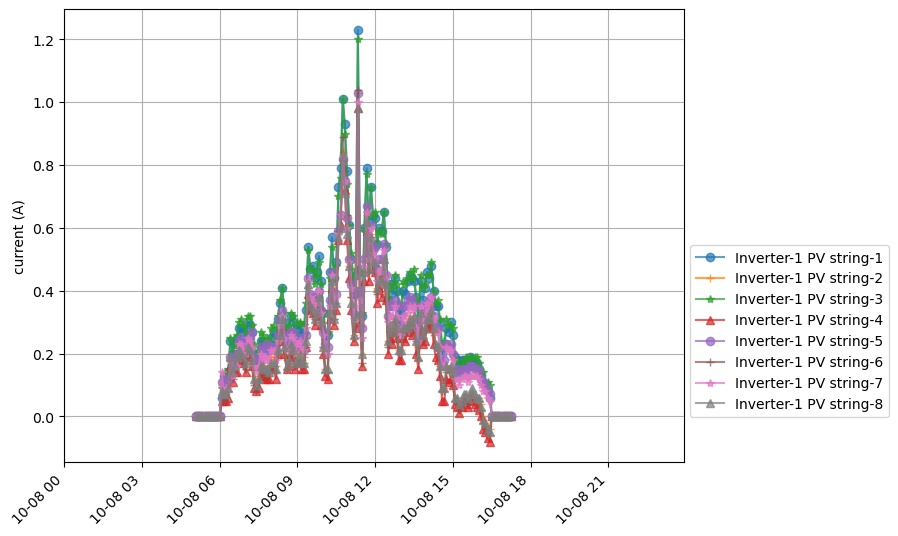 1.2
1.0
0.8
0.6
0.4
0.2
0.0
current (A)
10-08 00
10-08 03
10-08 06
10-08 09
10-08 12
10-08 15
10-08 18
10-08 21
Inverter-1 PV string-1
Inverter-1 PV string-2
Inverter-1 PV string-3
Inverter-1 PV string-4
Inverter-1 PV string-5
Inverter-1 PV string-6
Inverter-1 PV string-7
Inverter-1 PV string-8